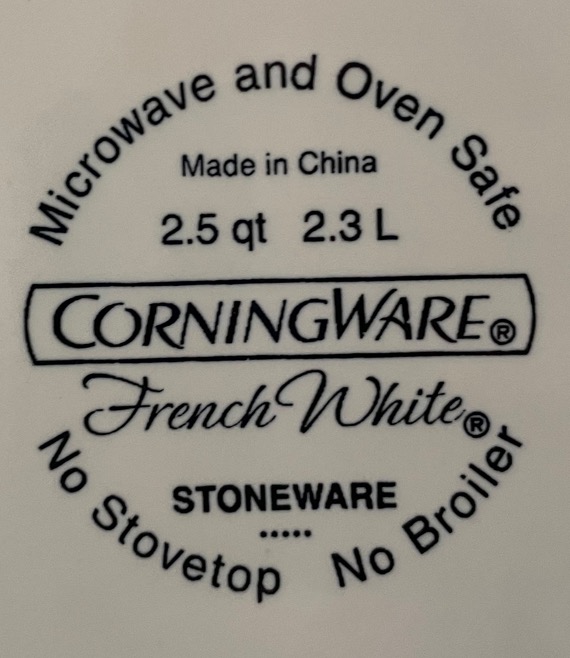 Microwave and Oven Safe
Made in China
2.5 qt 2.3 L
CORNINGWARE®
French White®
STONEWARE
.....
No Stovetop No Broiler